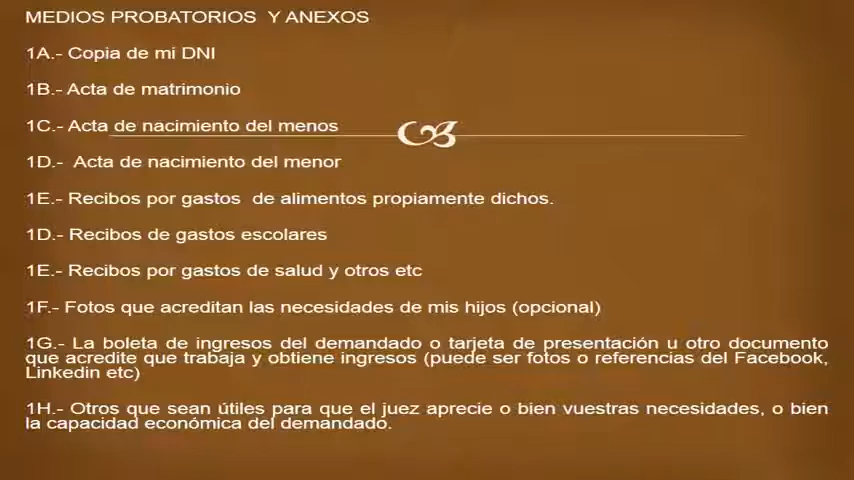 MEDIOS PROBATORIOS  Y ANEXOS
1A.- Copia de mi DNI
1B.- Acta de matrimonio
1C.- Acta de nacimiento del menos
1D.-  Acta de nacimiento del menor
1E.- Recibos por gastos  de alimentos propiamente dichos.
1D.- Recibos de gastos escolares
1E.- Recibos por gastos de salud y otros etc
1F.- Fotos que acreditan las necesidades de mis hijos (opcional)
1G.- La boleta de ingresos del demandado o tarjeta de presentación u otro documento
que acredite que trabaja y obtiene ingresos (puede ser fotos o referencias del Facebook,
Linkedin etc)
1H.- Otros que sean útiles para que el juez aprecie o bien vuestras necesidades, o bien
la capacidad económica del demandado.